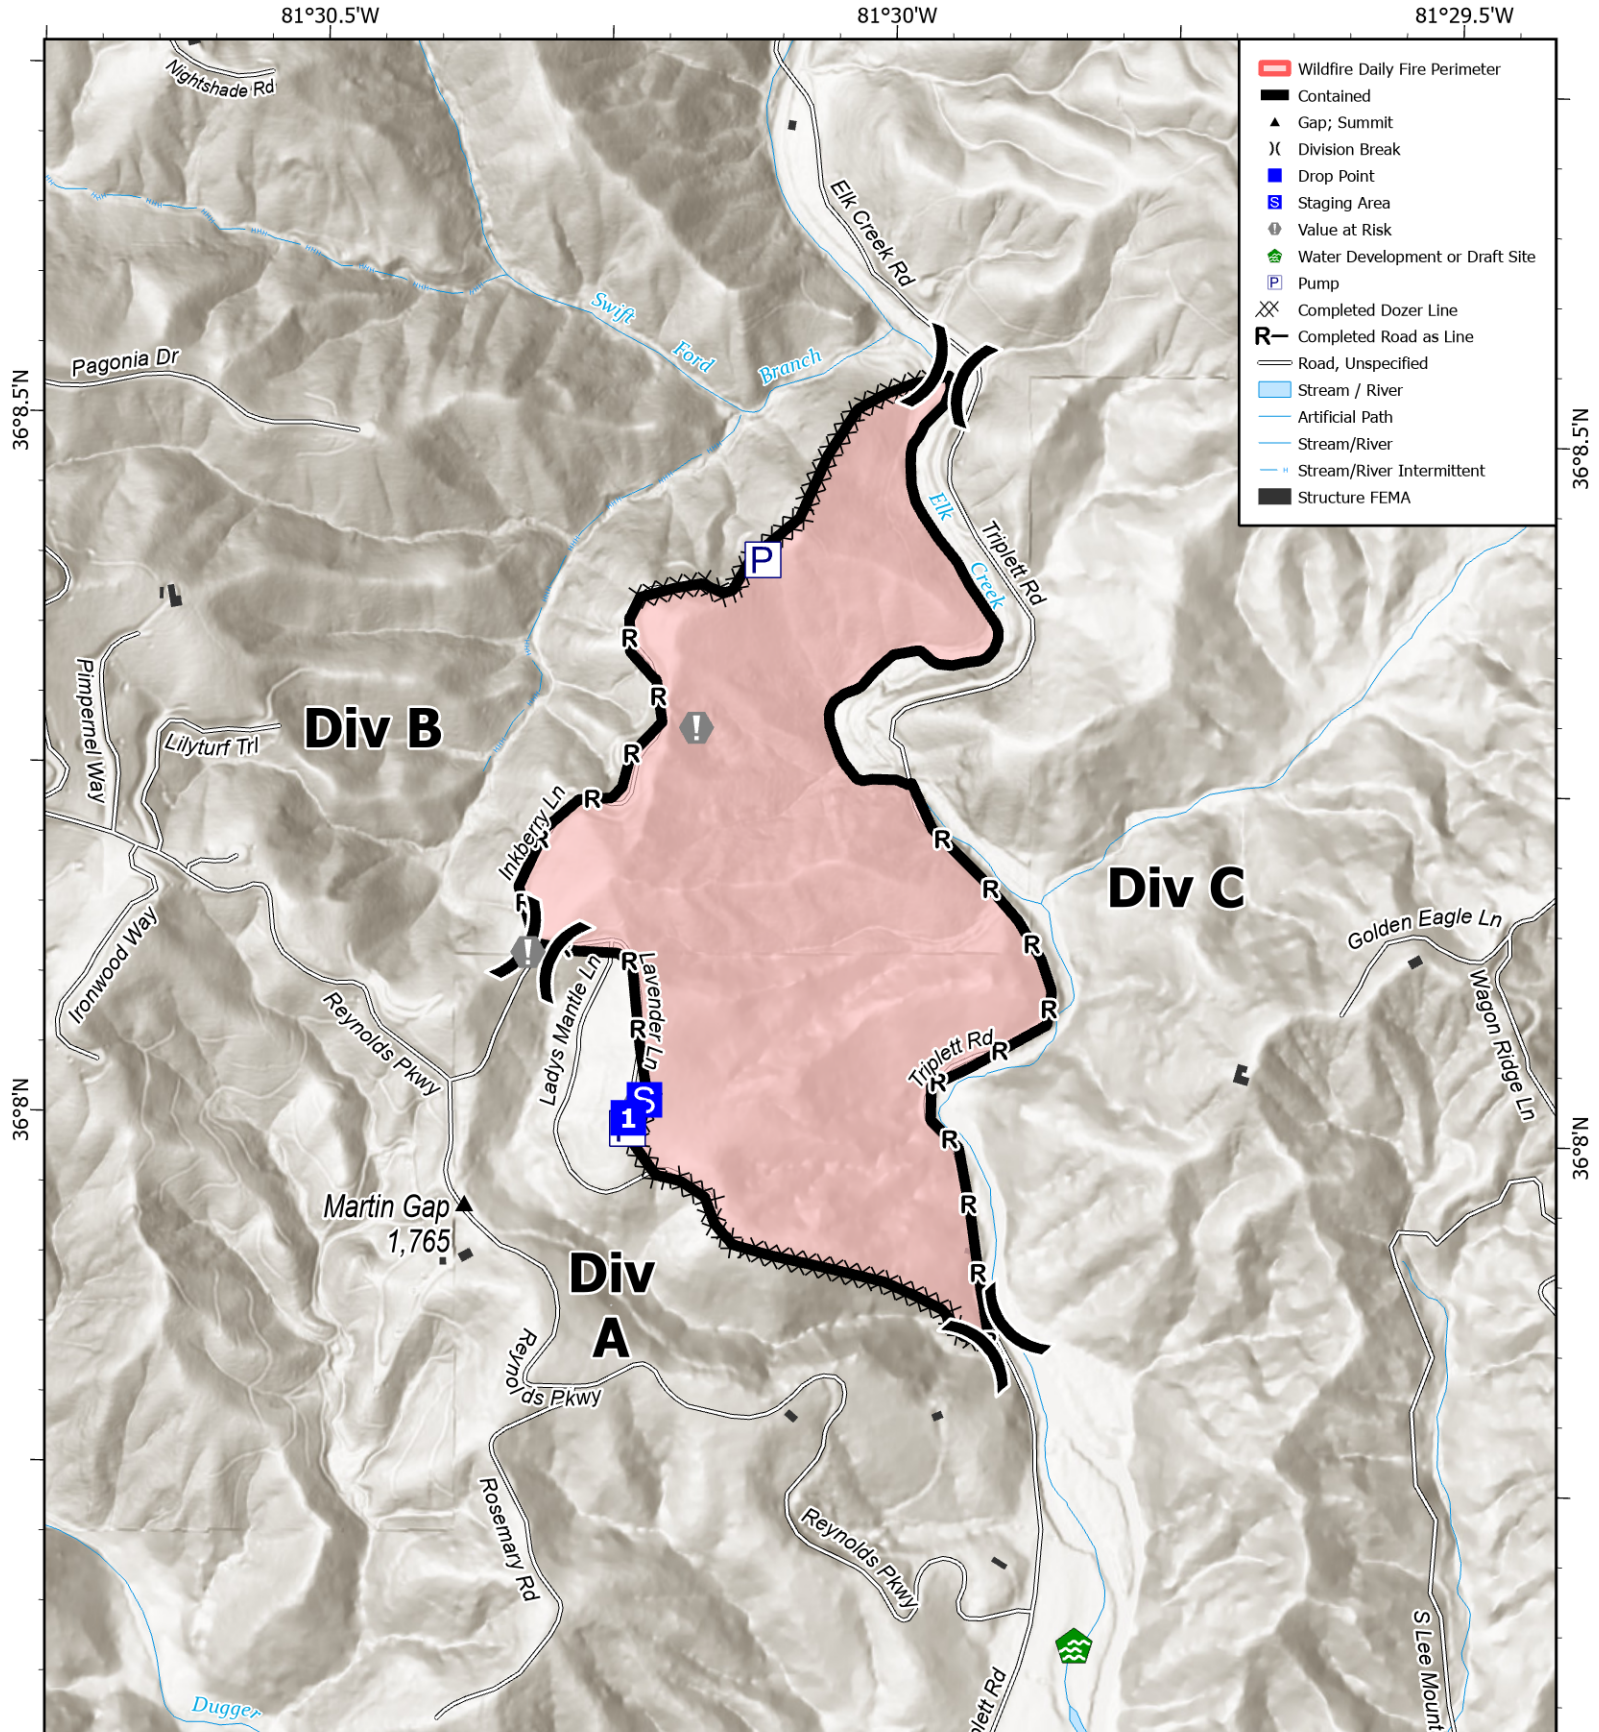 81°30.5'W
81°30'W
81°29.5'W
Nightshade Rd
Wildfire Daily Fire Perimeter
Contained
Gap; Summit
Division Break
Drop Point
S Staging Area
! Value at Risk
Water Development or Draft Site
P Pump
Completed Dozer Line
R Completed Road as Line
Road, Unspecified
Stream / River
Artificial Path
Stream/River
Stream/River Intermittent
Structure FEMA
Elk Creek Rd
Swift
Ford
Branch
Pagonia Dr
36°8.5'N
36°8.5'N
Elk
Creek
Triplett Rd
P
R
R
R
R
!
Div B
Pimpernel Way
Lilyturf Trl
Inkberry Ln
R
R
R
R
Div C
Golden Eagle Ln
Wagon Ridge Ln
Ironwood Way
Reynolds Pkwy
!
R
R
Ladys Mantle Ln
Lavender Ln
Triplett Rd
R
R
R
R
R
R
S
1
36°8'N
36°8'N
Martin Gap
1,765
Div
A
Reynolds Pkwy
Rosemary Rd
Reynolds Pkwy
S Lee Mount
Dugger
plett Rd